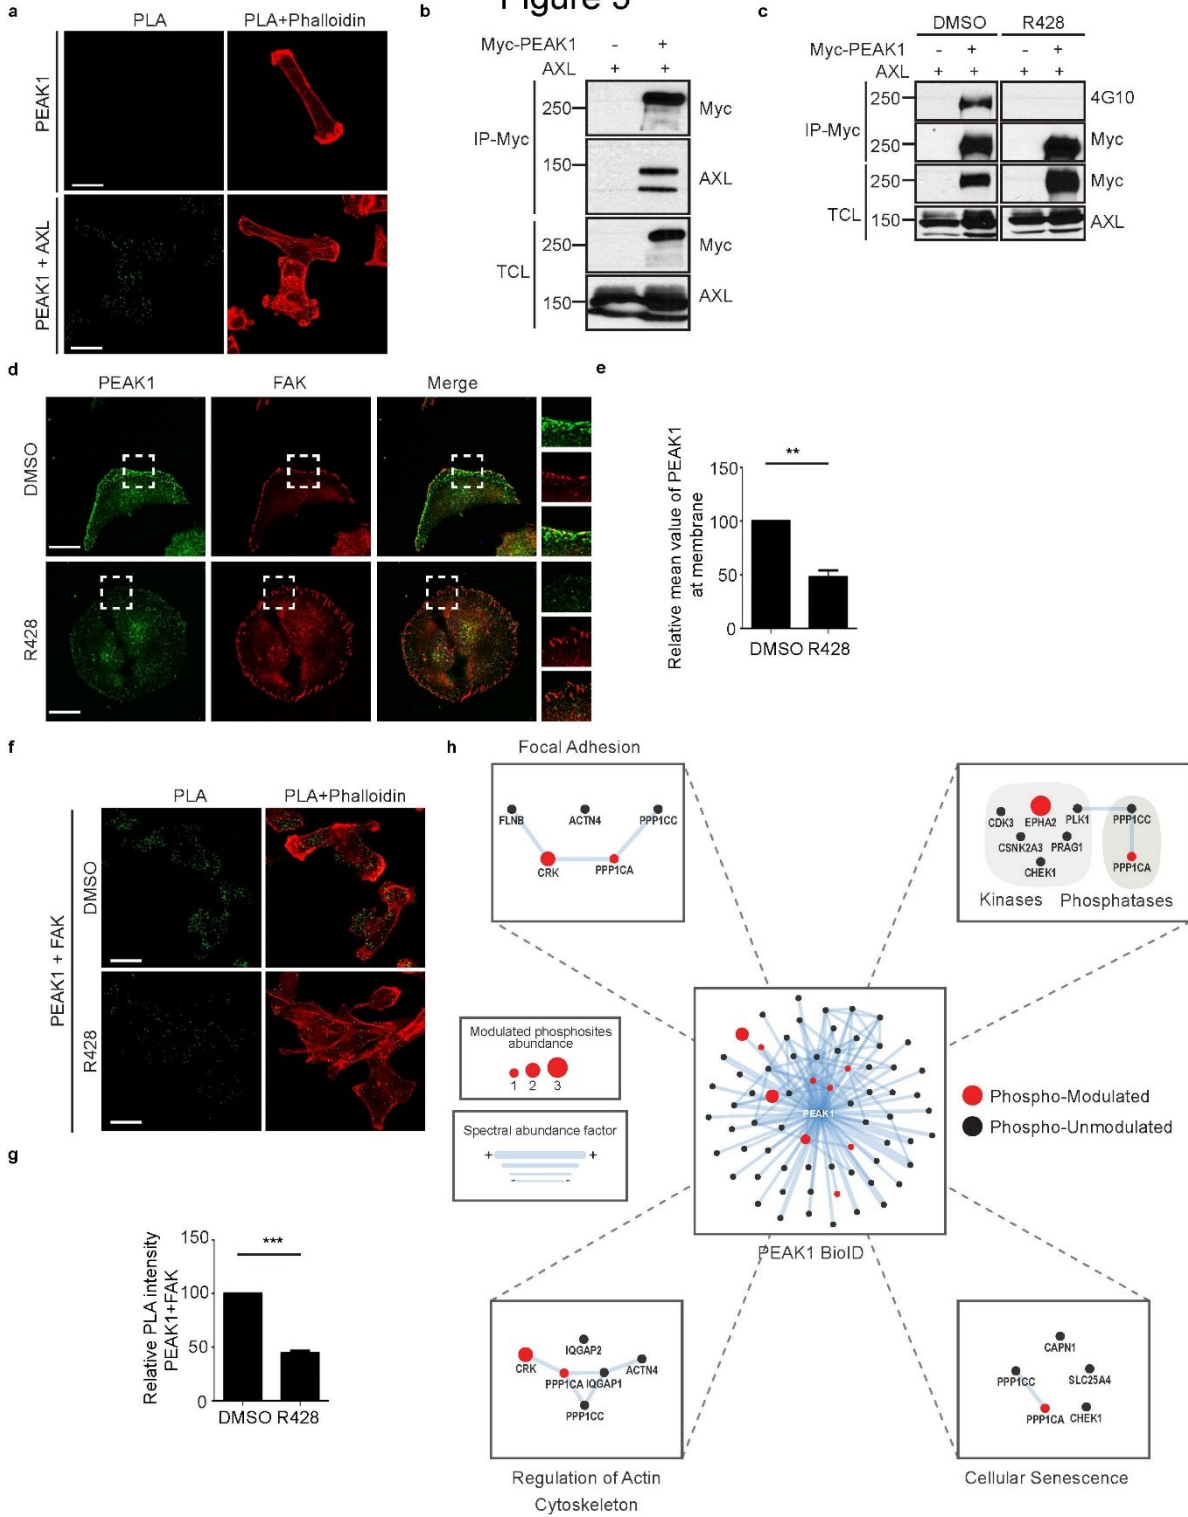 Figure 5
a
PLA
PLA+Phalloidin
PEAK1
PEAK1 + AXL
b
Myc-PEAK1 - +
AXL + +
IP-Myc
250
Myc
150
AXL
TCL
250
Myc
150
AXL
c
DMSO R428
Myc-PEAK1 - + - +
AXL + + + +
IP-Myc
250
4G10
250
Myc
TCL
250
Myc
150
AXL
d
PEAK1 FAK Merge
DMSO
R428
e
Relative mean value of PEAK1
at membrane
150
100
50
0
**
DMSO R428
f
PLA
PLA+Phalloidin
PEAK1 + FAK
DMSO
R428
g
Relative PLA intensity
PEAK1+FAK
150
100
50
0
***
DMSO R428
h
Focal Adhesion
FLNB ACTN4 PPP1CC
CRK PPP1CA
CDK3 EPHA2 PLK1 PPP1CC
CSNK2A3 PRAG1
CHEK1 PPP1CA
Kinases Phosphatases
Modulated phosphosites
abundance
1 2 3
Spectral abundance factor
+ +
- -
PEAK1
Phospho-Modulated
Phospho-Unmodulated
PEAK1 BioID
IQGAP2
CRK ACTN4
PPP1CA IQGAP1
PPP1CC
Regulation of Actin
Cytoskeleton
CAPN1
PPP1CC SLC25A4
PPP1CA CHEK1
Cellular Senescence